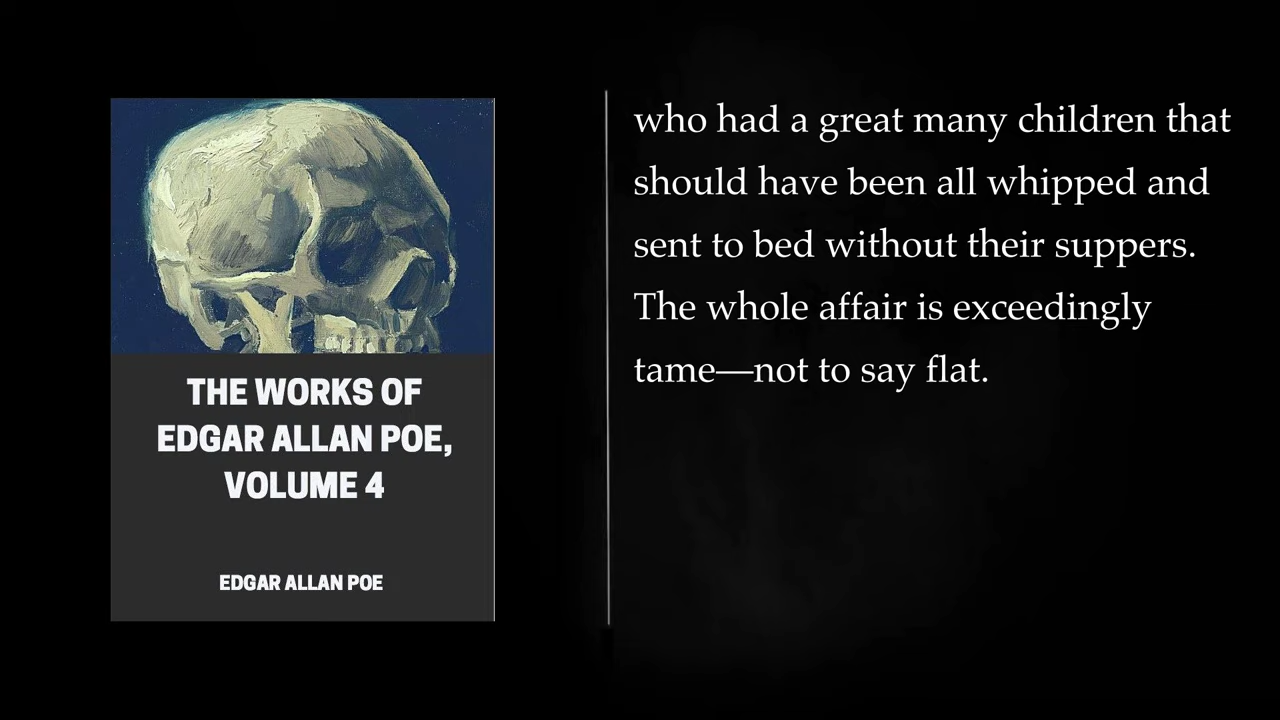 THE WORKS OF
EDGAR ALLAN POE,
VOLUME 4
EDGAR ALLAN POE
who had a great many children that
should have been all whipped and
sent to bed without their suppers.
The whole affair is exceedingly
tame—not to say flat.